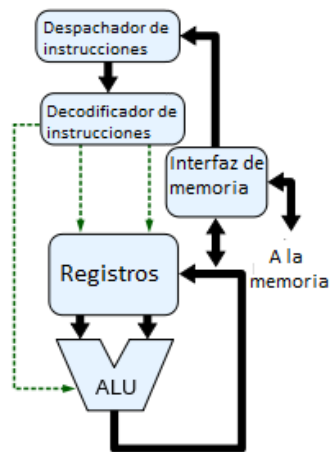 Despachador de
instrucciones
Decodificador de
instrucciones
Interfaz de
memoria
A la
memoria
Registros
ALU